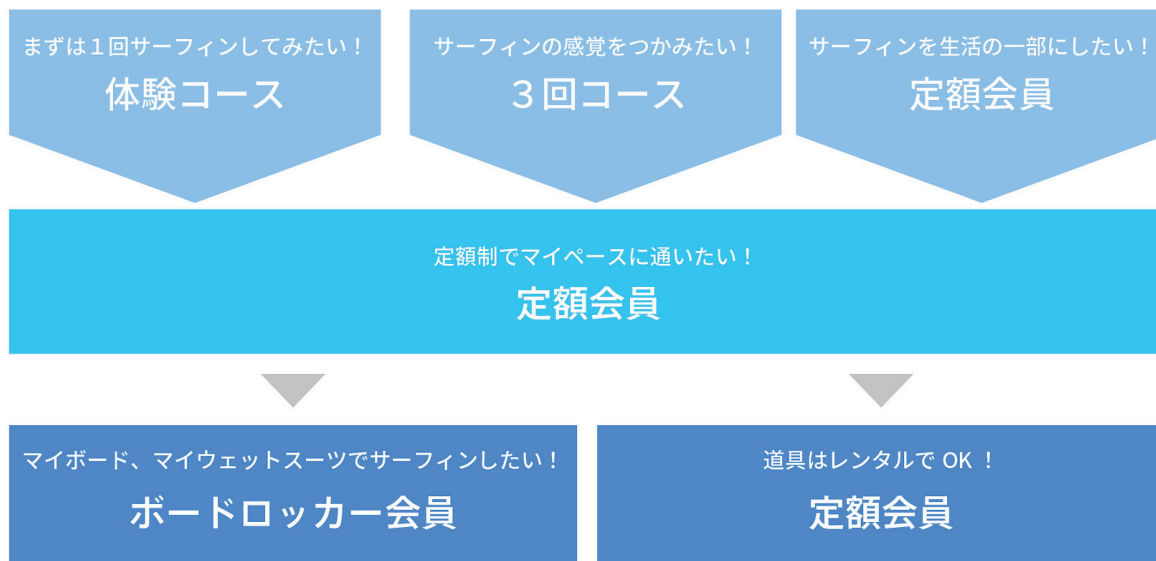 まずは１回サーフィンしてみたい！
体験コース
サーフィンの感覚をつかみたい！
３回コース
サーフィンを生活の一部にしたい！
定額会員
定額制でマイペースに通いたい！
定額会員
マイボード、マイウェットスーツでサーフィンしたい！
ボードロッカー会員
道具はレンタルで OK ！
定額会員